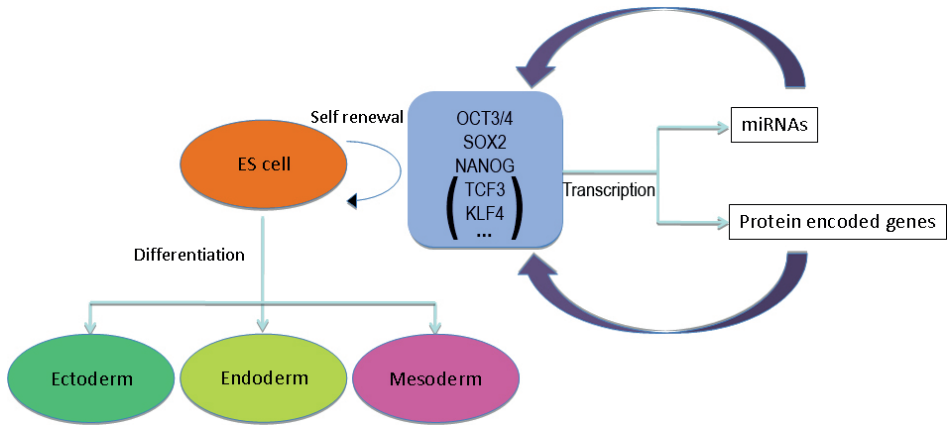 Self renewal
ES cell
OCT3/4
SOX2
NANOG
( TCF3
KLF4
... )
Transcription
miRNAs
Protein encoded genes
Differentiation
Ectoderm
Endoderm
Mesoderm